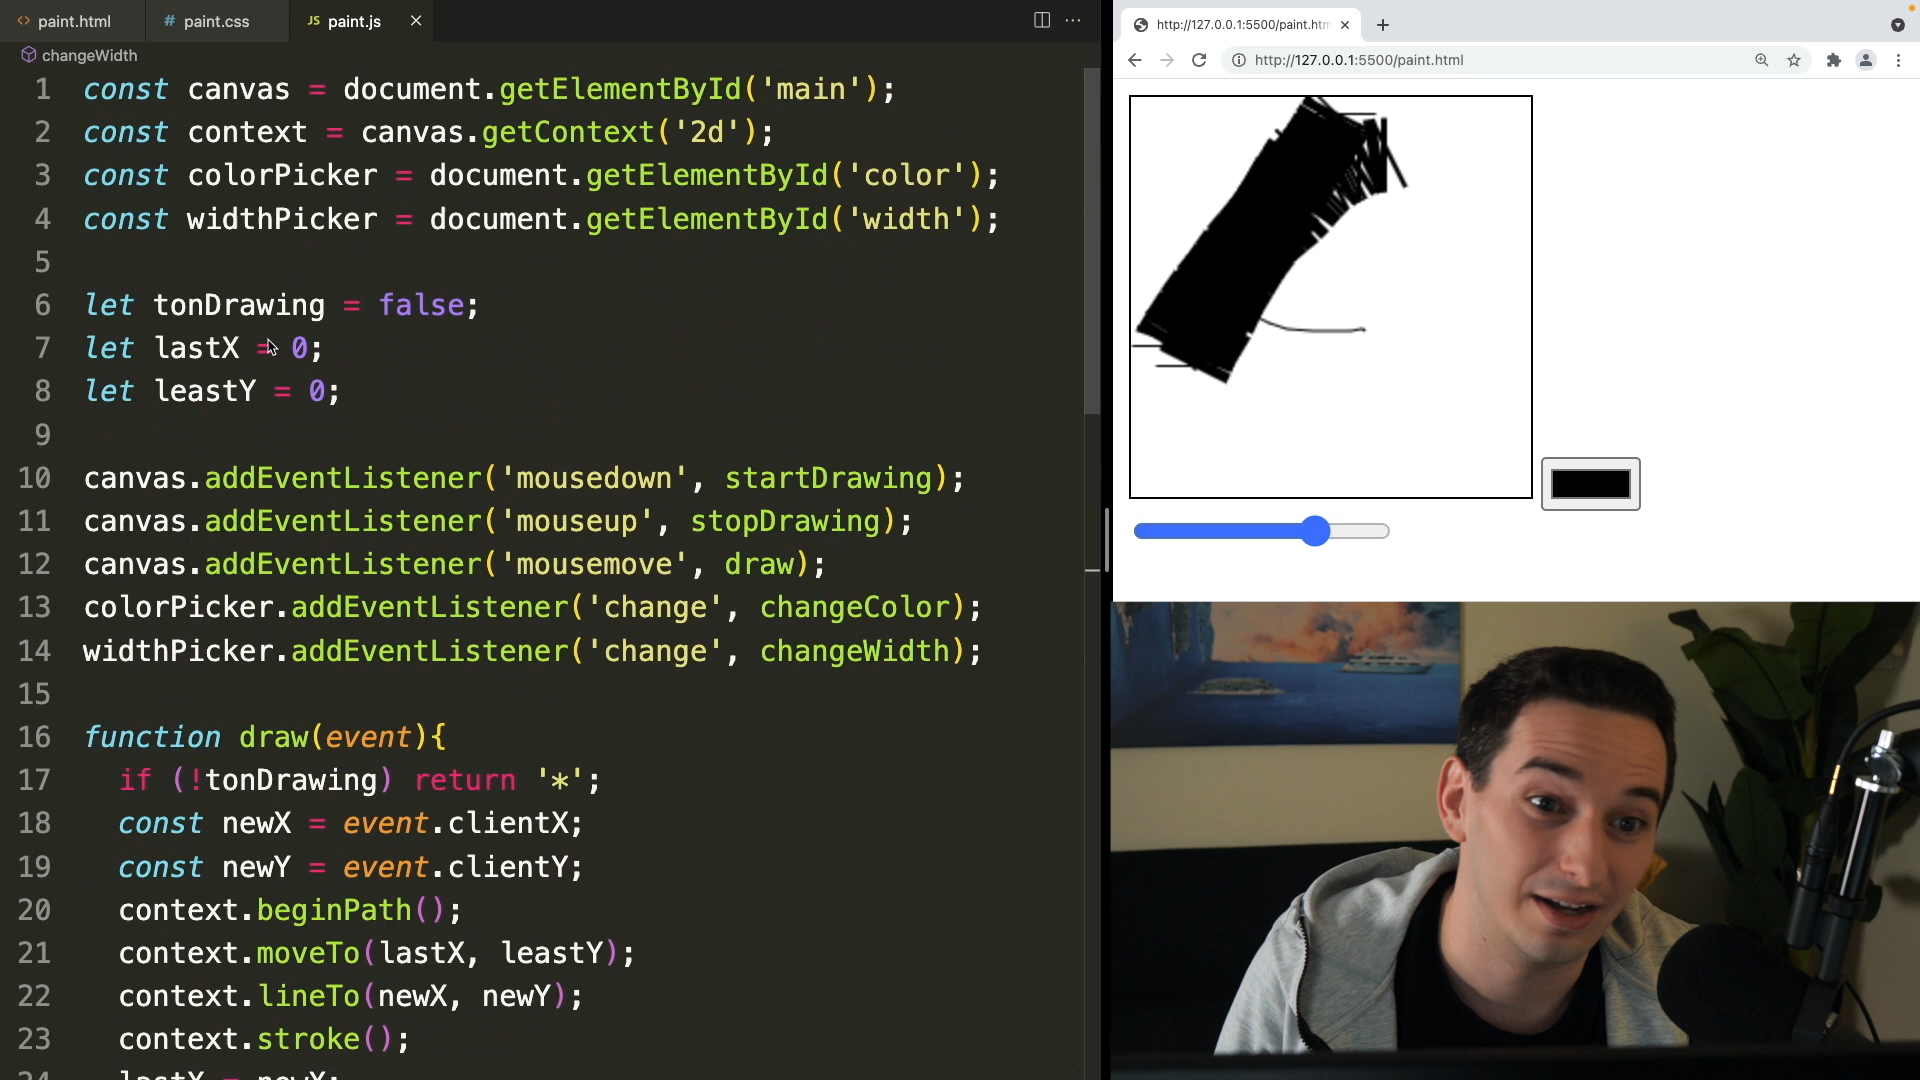 paint.html
paint.css
JS paint.js
changeWidth
1 const canvas = document.getElementById('main');
2 const context = canvas.getContext('2d');
3 const colorPicker = document.getElementById('color');
4 const widthPicker = document.getElementById('width');
5
6 let tonDrawing = false;
7 let lastX = 0;
8 let leastY = 0;
9
10 canvas.addEventListener('mousedown', startDrawing);
11 canvas.addEventListener('mouseup', stopDrawing);
12 canvas.addEventListener('mousemove', draw);
13 colorPicker.addEventListener('change', changeColor);
14 widthPicker.addEventListener('change', changeWidth);
15
16 function draw(event){
17 if (!tonDrawing) return '*';
18 const newX = event.clientX;
19 const newY = event.clientY;
20 context.beginPath();
21 context.moveTo(lastX, leastY);
22 context.lineTo(newX, newY);
23 context.stroke();
24 lastX = newX;
http://127.0.0.1:5500/paint.htm
http://127.0.0.1:5500/paint.html